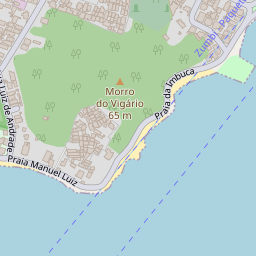 Zumbi - Paquetá
Morro
do Vigário
65 m
Praia da Imbuca
Luiz de Andrade
Praia Manuel Luiz